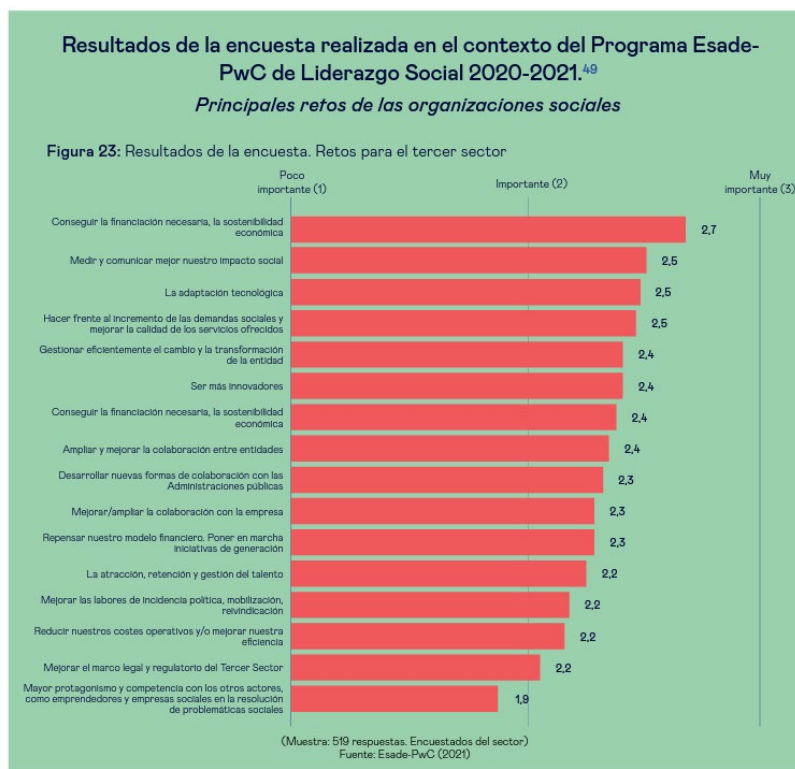 Resultados de la encuesta realizada en el contexto del Programa Esade-
PwC de Liderazgo Social 2020-2021.49
Principales retos de las organizaciones sociales
Figura 23: Resultados de la encuesta. Retos para el tercer sector
Poco
importante (1)
Importante (2)
Muy
importante (3)
Conseguir la financiación necesaria, la sostenibilidad
económica
2,7
Medir y comunicar mejor nuestro impacto social
2,5
La adaptación tecnológica
2,5
Hacer frente al incremento de las demandas sociales y
mejorar la calidad de los servicios ofrecidos
2,5
Gestionar eficientemente el cambio y la transformación
de la entidad
2,4
Ser más innovadores
2,4
Conseguir la financiación necesaria, la sostenibilidad
económica
2,4
Ampliar y mejorar la colaboración entre entidades
2,4
Desarrollar nuevas formas de colaboración con las
Administraciones públicas
2,3
Mejorar/ampliar la colaboración con la empresa
2,3
Repensar nuestro modelo financiero. Poner en marcha
iniciativas de generación
2,3
La atracción, retención y gestión del talento
2,2
Mejorar las labores de incidencia política, mobilización,
reivindicación
2,2
Reducir nuestros costes operativos y/o mejorar nuestra
eficiencia
2,2
Mejorar el marco legal y regulatorio del Tercer Sector
2,2
Mayor protagonismo y competencia con los otros actores,
como emprendedores y empresas sociales en la resolución
de problemáticas sociales
1,9
(Muestra: 519 respuestas. Encuestados del sector)
Fuente: Esade-PwC (2021)